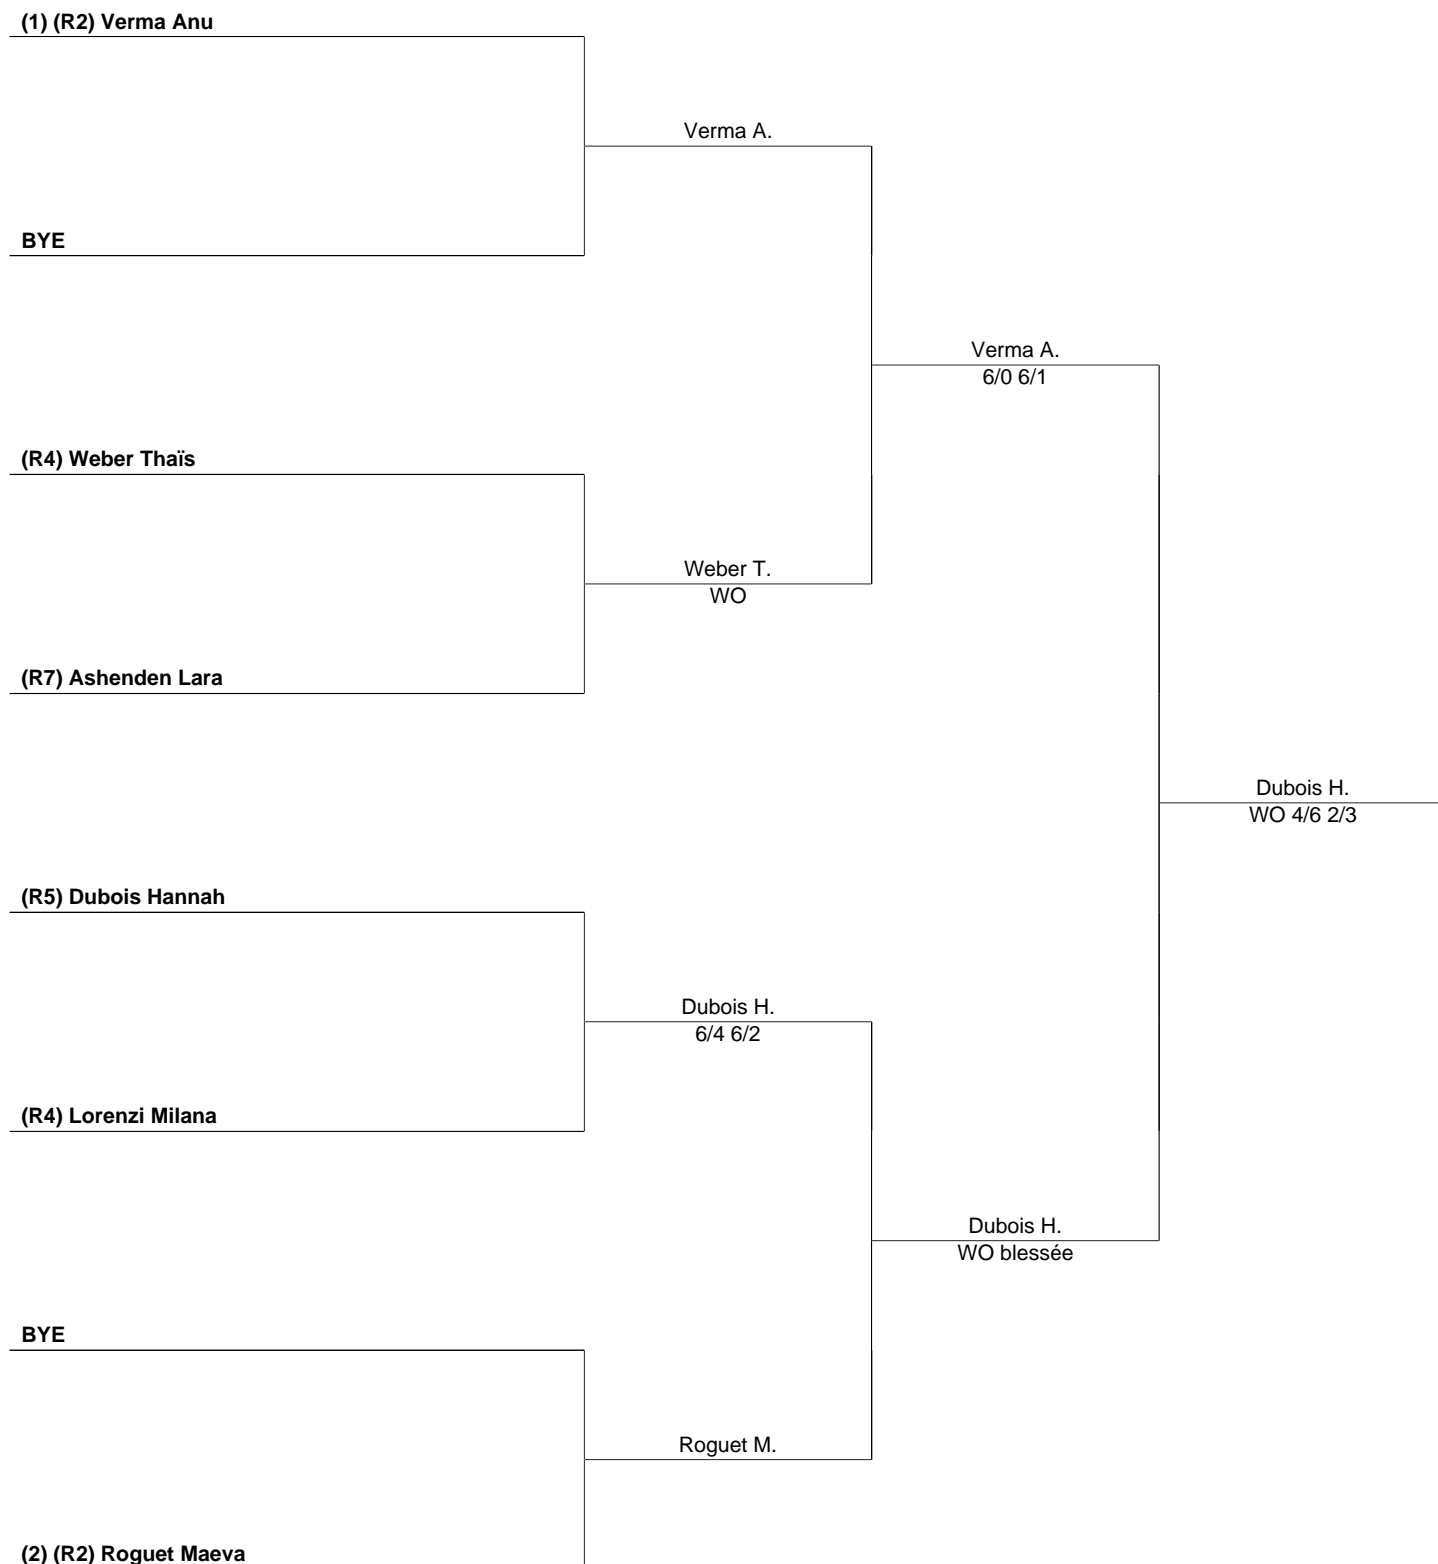 (1) (R2) Verma Anu
Verma A.
BYE
Verma A.
6/0 6/1
(R4) Weber Thaïs
Weber T.
WO
(R7) Ashenden Lara
Dubois H.
WO 4/6 2/3
(R5) Dubois Hannah
Dubois H.
6/4 6/2
(R4) Lorenzi Milana
Dubois H.
WO blessée
BYE
Roguet M.
(2) (R2) Roguet Maeva